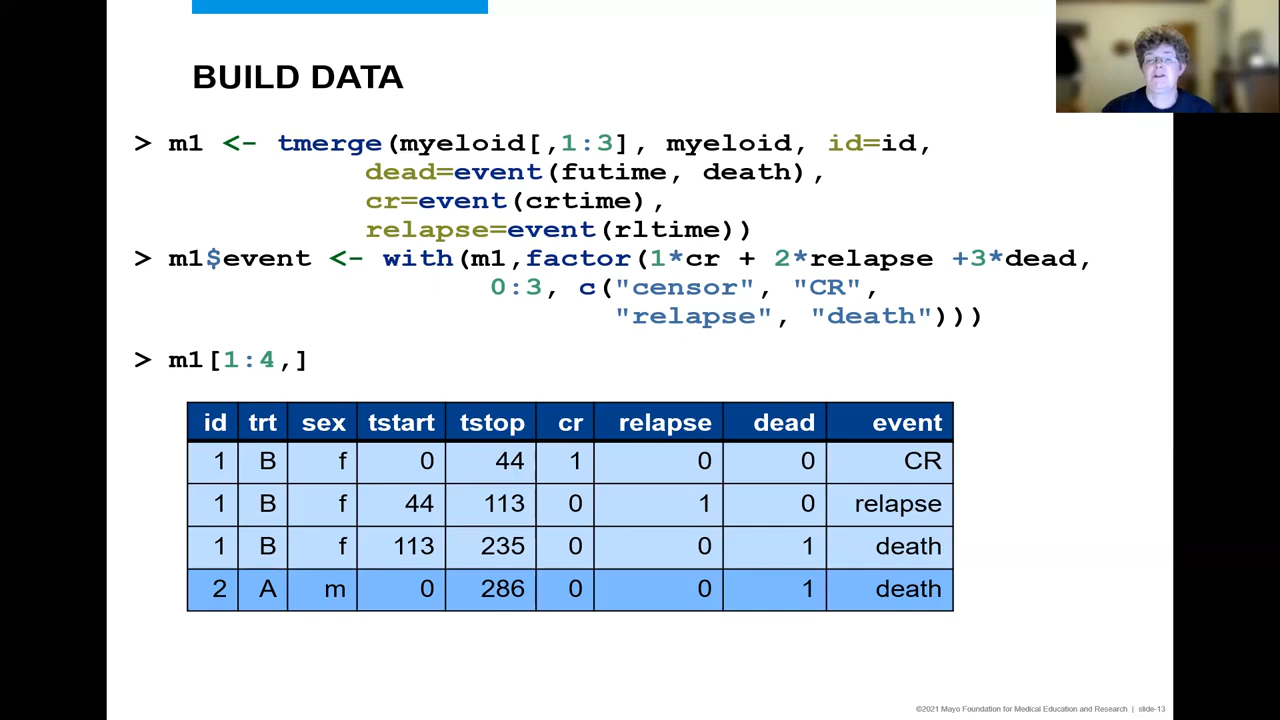 BUILD DATA
> m1 <- tmerge(myeloid[,1:3], myeloid, id=id,
dead=event(futime, death),
cr=event(crtime),
relapse=event(rltime))
> m1$event <- with(m1,factor(1*cr + 2*relapse +3*dead,
0:3, c("censor", "CR",
"relapse", "death")))
> m1[1:4,]
id trt sex tstart tstop cr relapse dead event
1 B f 0 44 1 0 0 CR
1 B f 44 113 0 1 0 relapse
1 B f 113 235 0 0 1 death
2 A m 0 286 0 0 1 death
©2021 Mayo Foundation for Medical Education and Research | slide-13